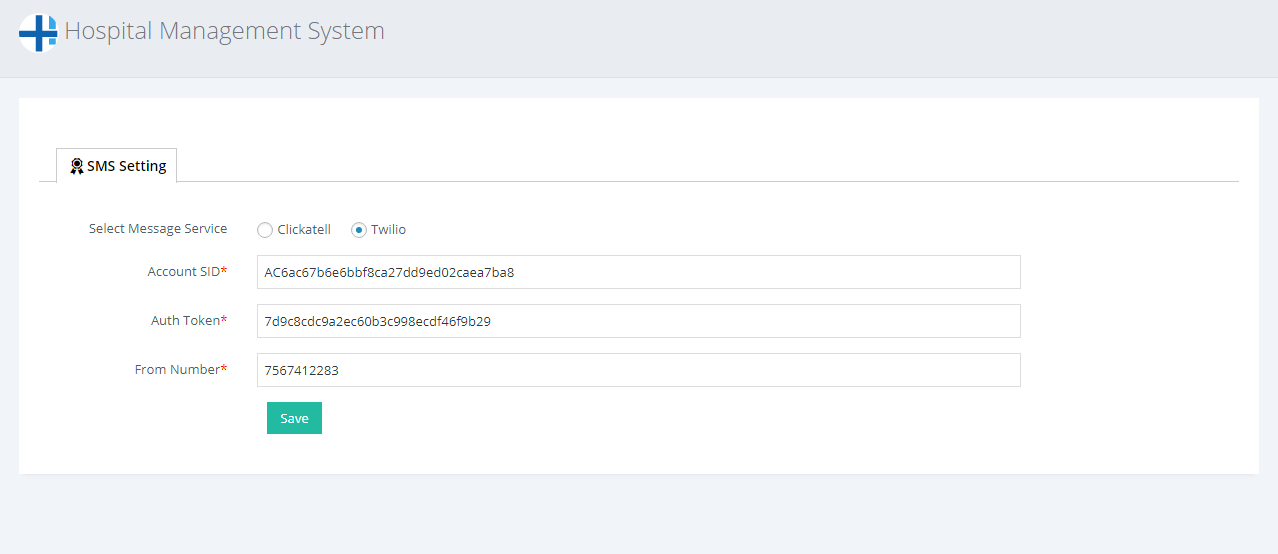 Hospital Management System
SMS Setting
Select Message Service Clickatell Twilio
Account SID* AC6ac67b6e6bbf8ca27dd9ed02caea7ba8
Auth Token* 7d9c8cdc9a2ec60b3c998ecdf46f9b29
From Number* 7567412283
Save